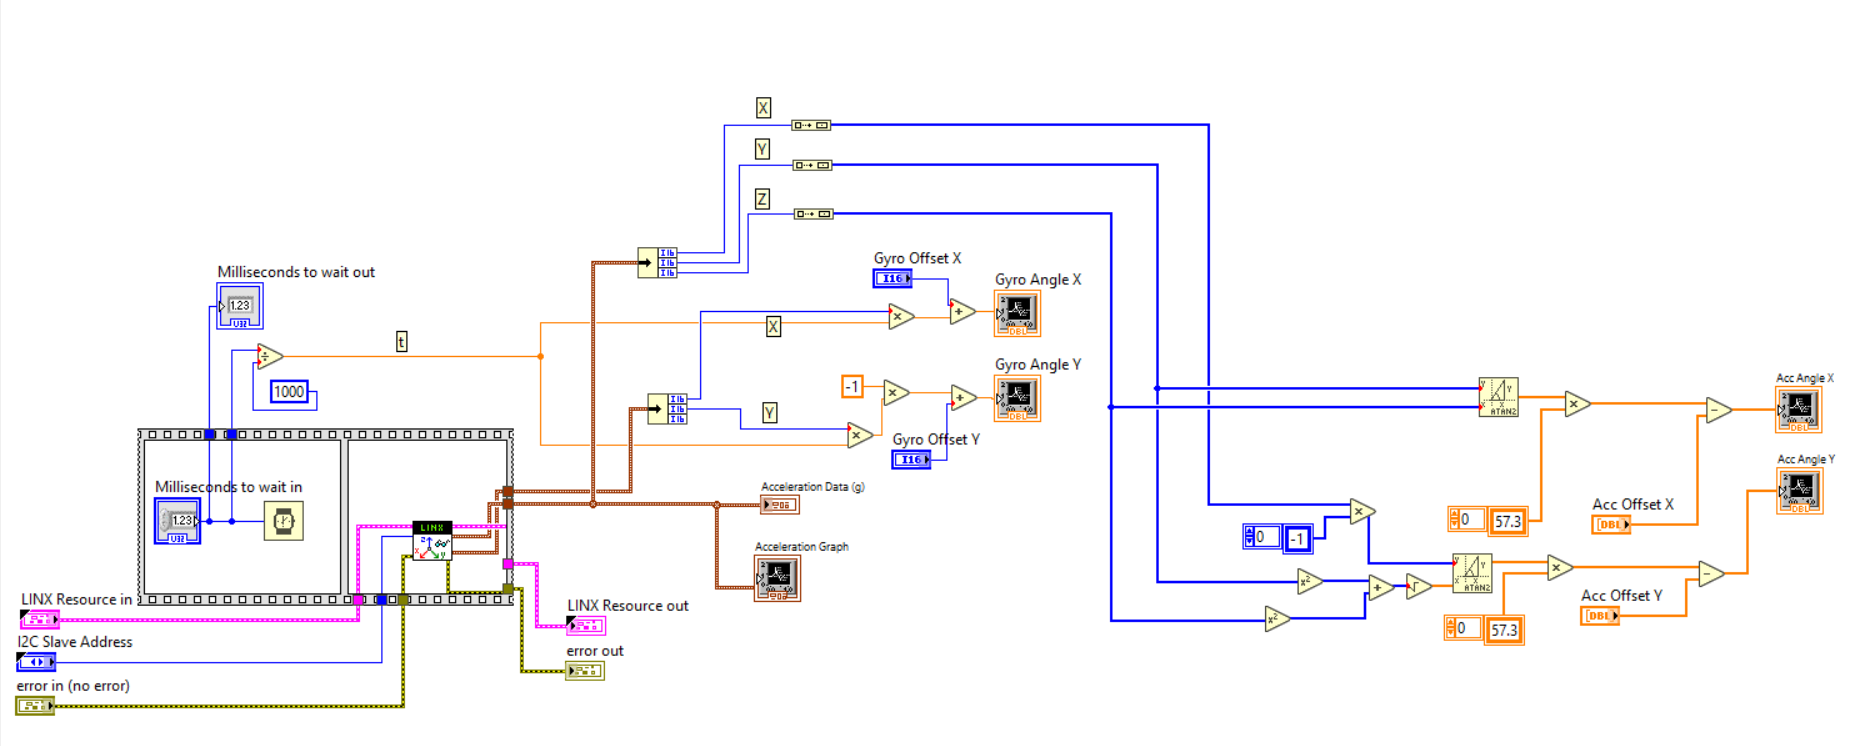 X
Y
Z
Gyro Offset X
I16
Gyro Angle X
DBL
Milliseconds to wait out
1.23
U32
t
1000
X
Gyro Angle Y
DBL
-1
Y
Gyro Offset Y
I16
Acc Angle X
DBL
ATAN2
Acc Angle Y
DBL
Milliseconds to wait in
1.23
U32
LINX
Acceleration Data (g)
Acceleration Graph
Acc Offset X
DBL
0
57.3
0
-1
x²
x²
ATAN2
LINX Resource in
LINX Resource out
Acc Offset Y
DBL
0
57.3
I2C Slave Address
error out
error in (no error)